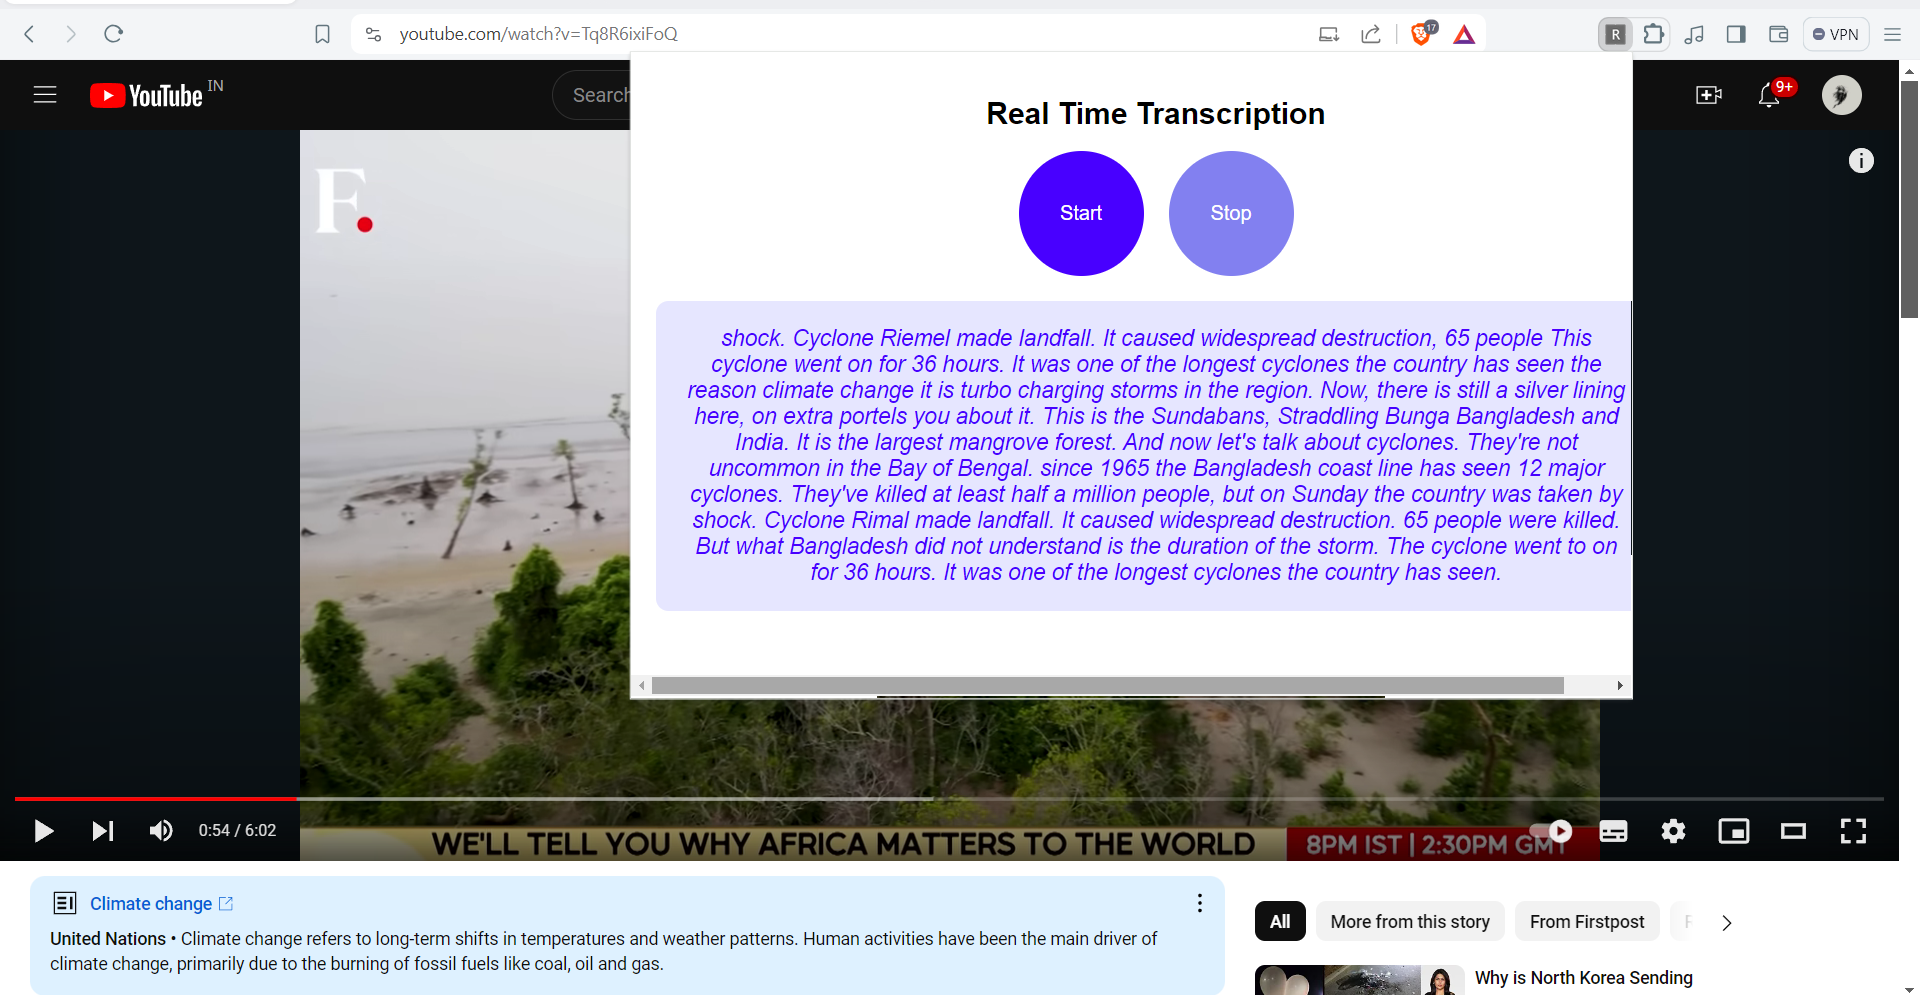 youtube.com/watch?v=Tq8R6ixiFoQ
17
R
VPN
YouTube IN
Search
9+
F.
Real Time Transcription
Start
Stop
shock. Cyclone Riemel made landfall. It caused widespread destruction, 65 people This
cyclone went on for 36 hours. It was one of the longest cyclones the country has seen the
reason climate change it is turbo charging storms in the region. Now, there is still a silver lining
here, on extra portels you about it. This is the Sundabans, Straddling Bunga Bangladesh and
India. It is the largest mangrove forest. And now let's talk about cyclones. They're not
uncommon in the Bay of Bengal. since 1965 the Bangladesh coast line has seen 12 major
cyclones. They've killed at least half a million people, but on Sunday the country was taken by
shock. Cyclone Rimal made landfall. It caused widespread destruction. 65 people were killed.
But what Bangladesh did not understand is the duration of the storm. The cyclone went to on
for 36 hours. It was one of the longest cyclones the country has seen.
0:54 / 6:02
WE'LL TELL YOU WHY AFRICA MATTERS TO THE WORLD
8PM IST | 2:30PM GMT
Climate change
United Nations • Climate change refers to long-term shifts in temperatures and weather patterns. Human activities have been the main driver of
climate change, primarily due to the burning of fossil fuels like coal, oil and gas.
All
More from this story
From Firstpost
Why is North Korea Sending